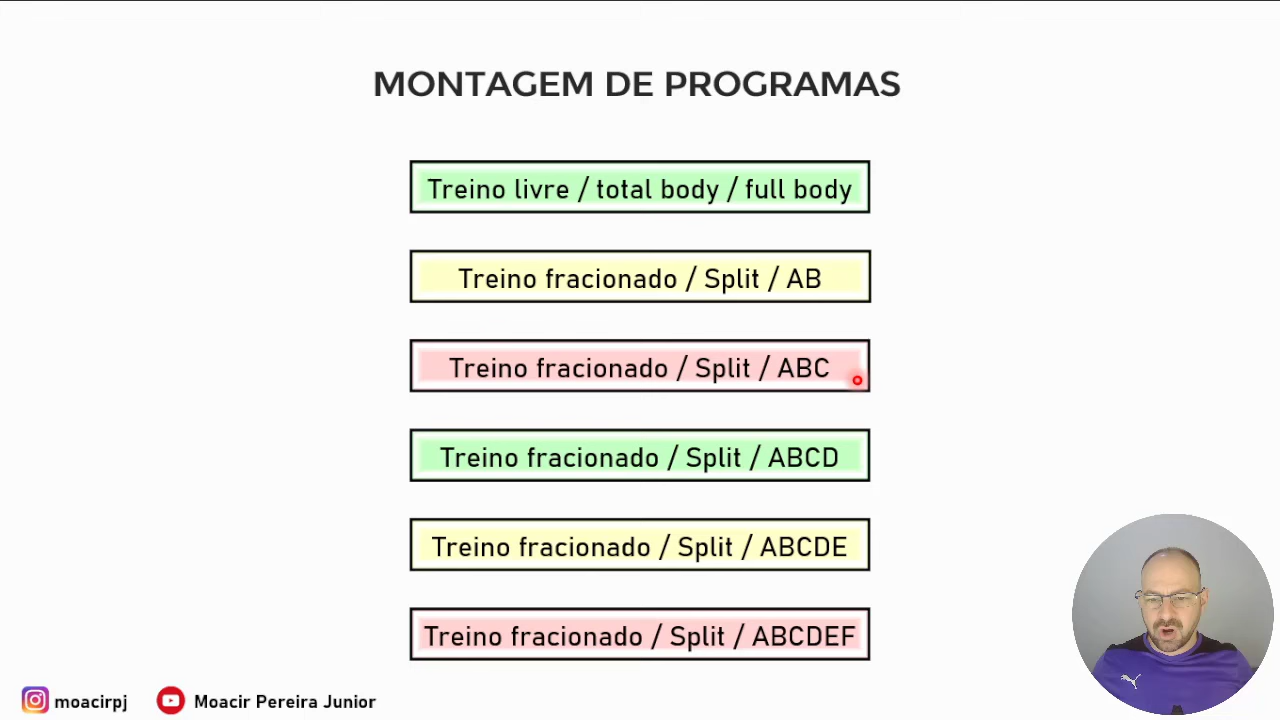 MONTAGEM DE PROGRAMAS
Treino livre / total body / full body
Treino fracionado / Split / AB
Treino fracionado / Split / ABC
Treino fracionado / Split / ABCD
Treino fracionado / Split / ABCDE
Treino fracionado / Split / ABCDEF
moacirpj Moacir Pereira Junior